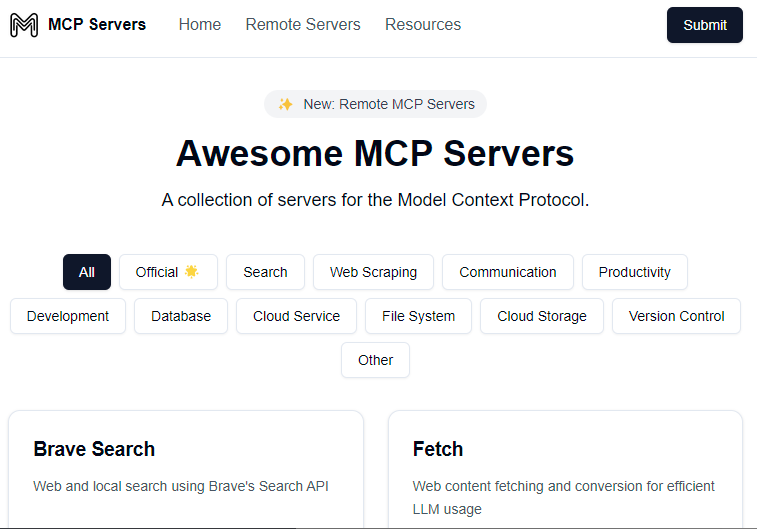 MCP Servers Home Remote Servers Resources Submit
✨ New: Remote MCP Servers
Awesome MCP Servers
A collection of servers for the Model Context Protocol.
All Official 🌟 Search Web Scraping Communication Productivity
Development Database Cloud Service File System Cloud Storage Version Control
Other
Brave Search
Web and local search using Brave's Search API
Fetch
Web content fetching and conversion for efficient
LLM usage